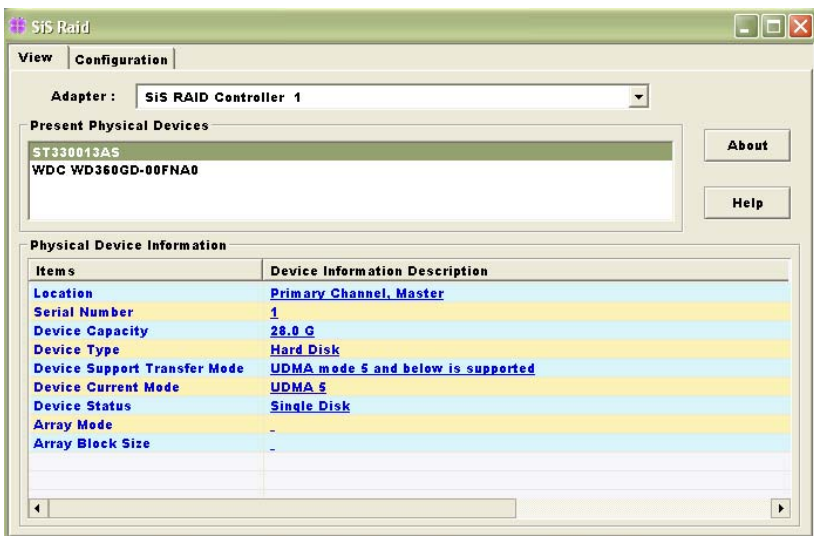 SiS Raid
View Configuration
Adapter : SiS RAID Controller 1
Present Physical Devices
ST330013AS
WDC WD360GD-00FNA0
About
Help
Physical Device Information
Items Device Information Description
Location Primary Channel, Master
Serial Number 1
Device Capacity 28.0 G
Device Type Hard Disk
Device Support Transfer Mode UDMA mode 5 and below is supported
Device Current Mode UDMA 5
Device Status Single Disk
Array Mode -
Array Block Size -